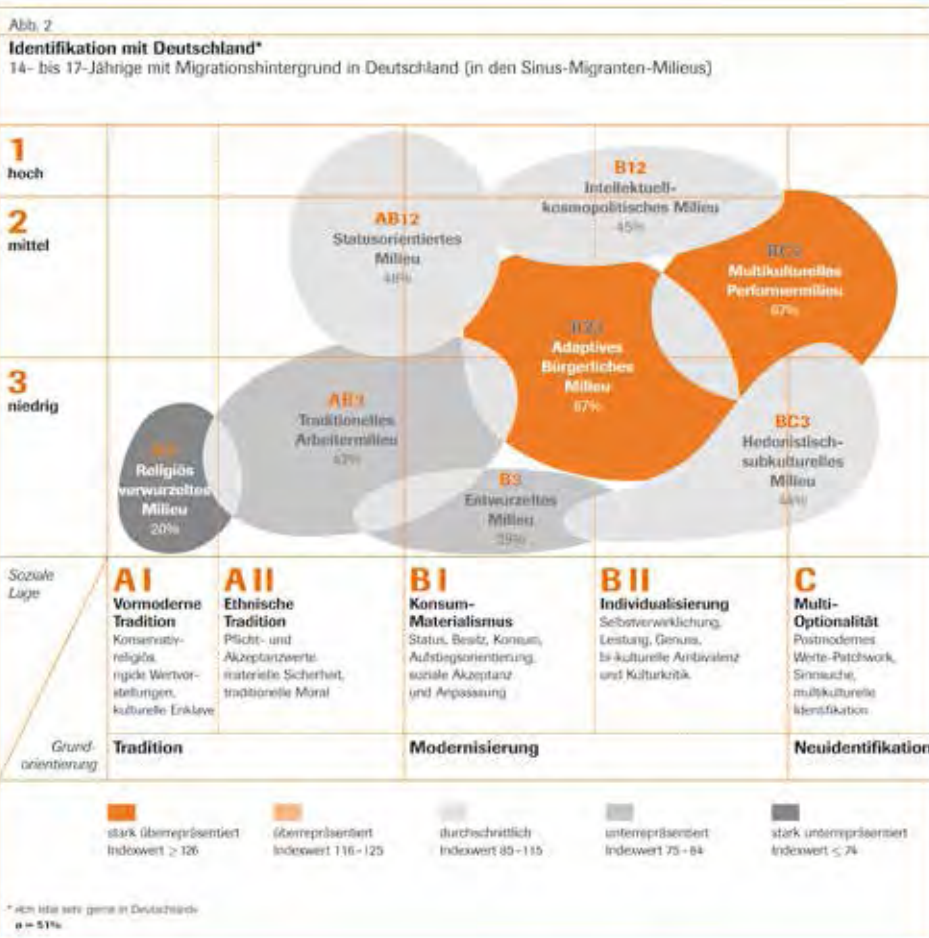 Abb. 2
Identifikation mit Deutschland*
14- bis 17-Jährige mit Migrationshintergrund in Deutschland (in den Sinus-Migranten-Milieus)
1
hoch
2
mittel
3
niedrig
B12
Intellektuell-
kosmopolitisches Milieu
45%
AB12
Statusorientiertes
Milieu
Multikulturelles
Performermilieu
67%
Adaptives
Bürgerliches
Milieu
67%
AB3
Traditionelles
Arbeitermilieu
BC3
Hedonistisch-
subkulturelles
Milieu
Religiös
verwurzeltes
Milieu
20%
B3
Entwurzeltes
Milieu
Soziale
Lage
A I
Vormoderne
Tradition
Konservativ-
religiös,
rigide Wertvor-
stellungen,
kulturelle Enklave
A II
Ethnische
Tradition
Pflicht- und
Akzeptanzwerte
materielle Sicherheit,
traditionelle Moral
B I
Konsum-
Materialismus
Status, Besitz, Konsum,
Aufstiegsorientierung,
soziale Akzeptanz
und Anpassung
B II
Individualisierung
Selbstverwirklichung,
Leistung, Genuss,
bi-kulturelle Ambivalenz
und Kulturkritik
C
Multi-
Optionalität
Postmodernes
Werte-Patchwork,
Sinnsuche,
multikulturelle
Identifikation
Grund-
orientierung
Tradition
Modernisierung
Neuidentifikation
stark überrepräsentiert
Indexwert ≥ 126
überrepräsentiert
Indexwert 116-125
durchschnittlich
Indexwert 85-115
unterrepräsentiert
Indexwert 75-84
stark unterrepräsentiert
Indexwert ≤ 74
* »Ich lebe sehr gerne in Deutschland«
ø = 51%